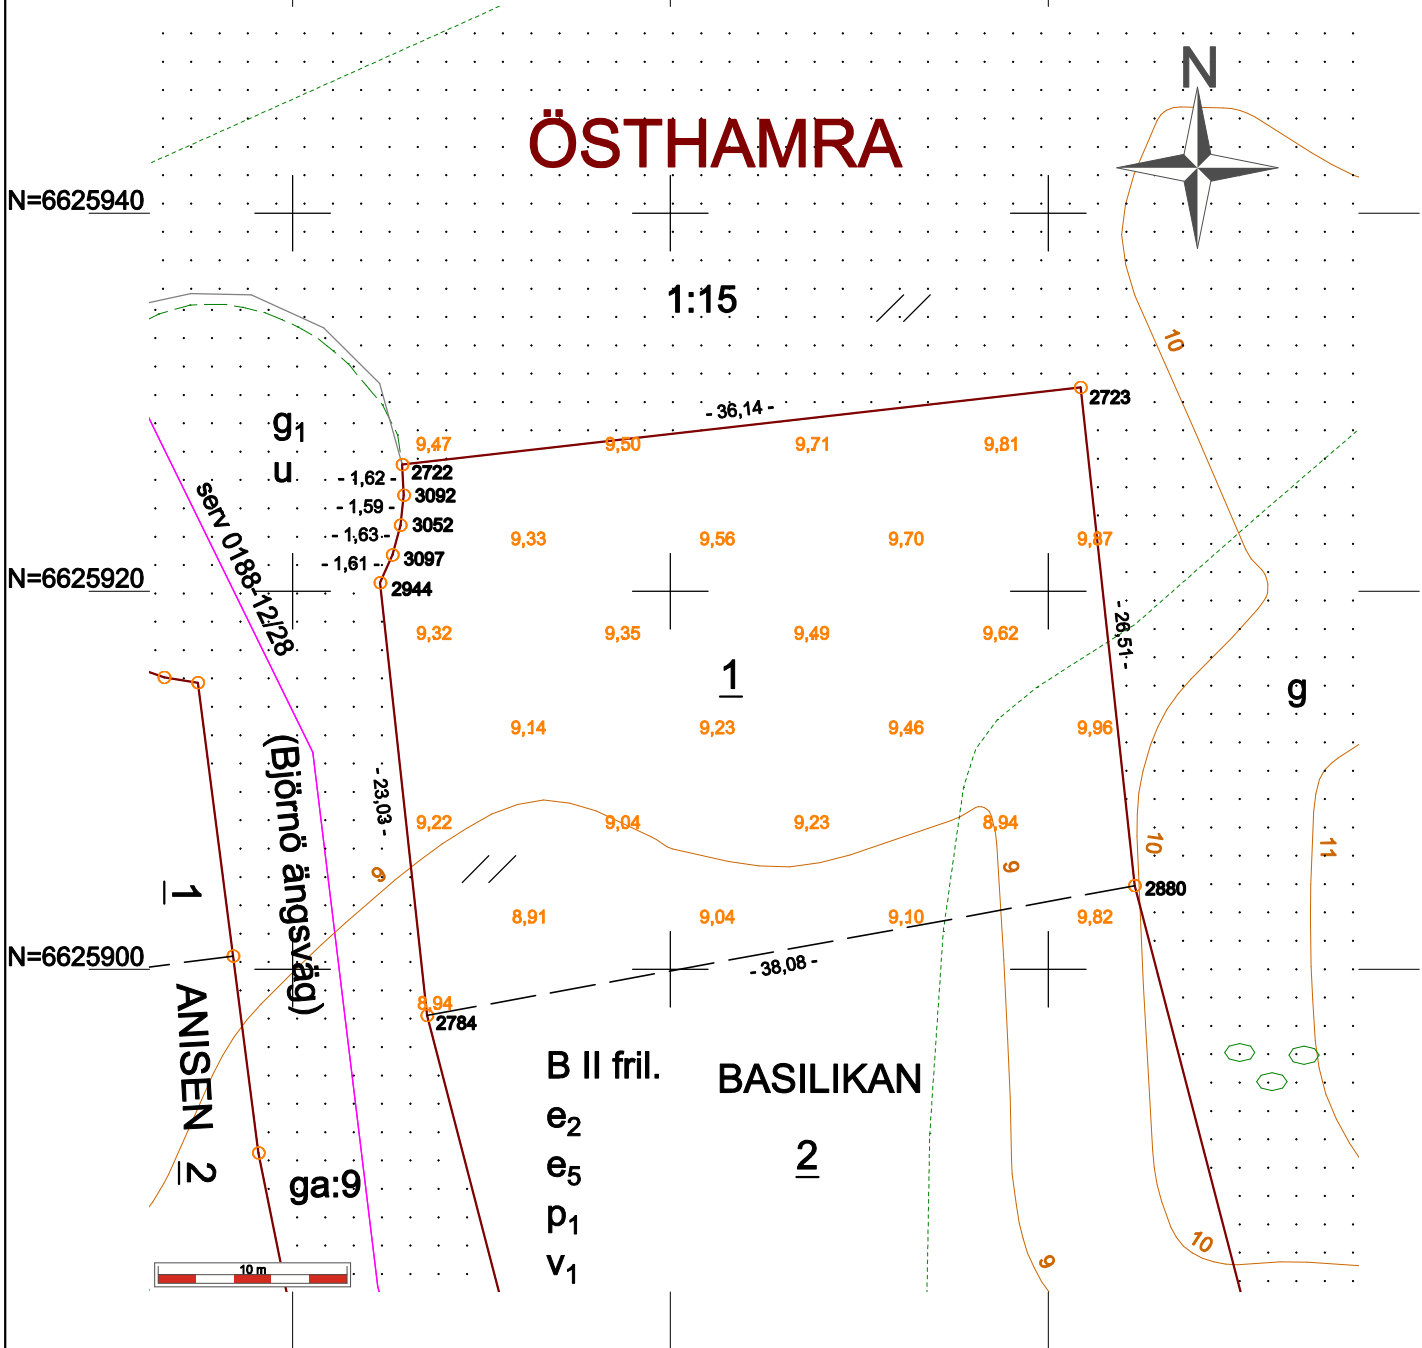 N
ÖSTHAMRA
N=6625940
1:15
10
2723
- 36,14 -
g1
u
9,47
9,50
9,71
9,81
2722
- 1,62 -
3092
- 1,59 -
3052
- 1,63 -
3097
- 1,61 -
2944
serv 0188-12/28
9,33
9,56
9,70
9,87
N=6625920
9,32
9,35
9,49
9,62
- 26,51 -
1
g
9,14
9,23
9,46
9,96
(Björnö ängsväg)
- 23,03 -
9,22
9,04
9,23
8,94
10
11
9
9
1
2880
8,91
9,04
9,10
9,82
N=6625900
- 38,08 -
8,94
2784
ANISEN 2
B II fril.
BASILIKAN
e2
e5
2
p1
v1
ga:9
10
9
10 m